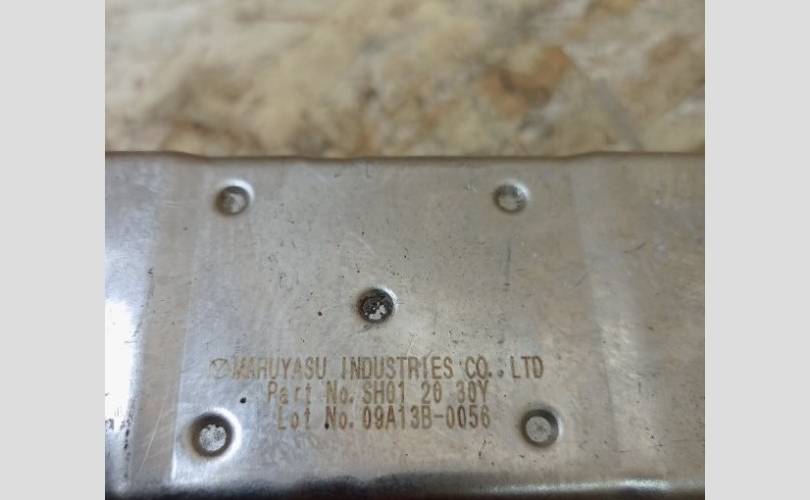 MARUYASU INDUSTRIES CO., LTD
Part No. SH01 20 30Y
Lot No. 09A13B-0056